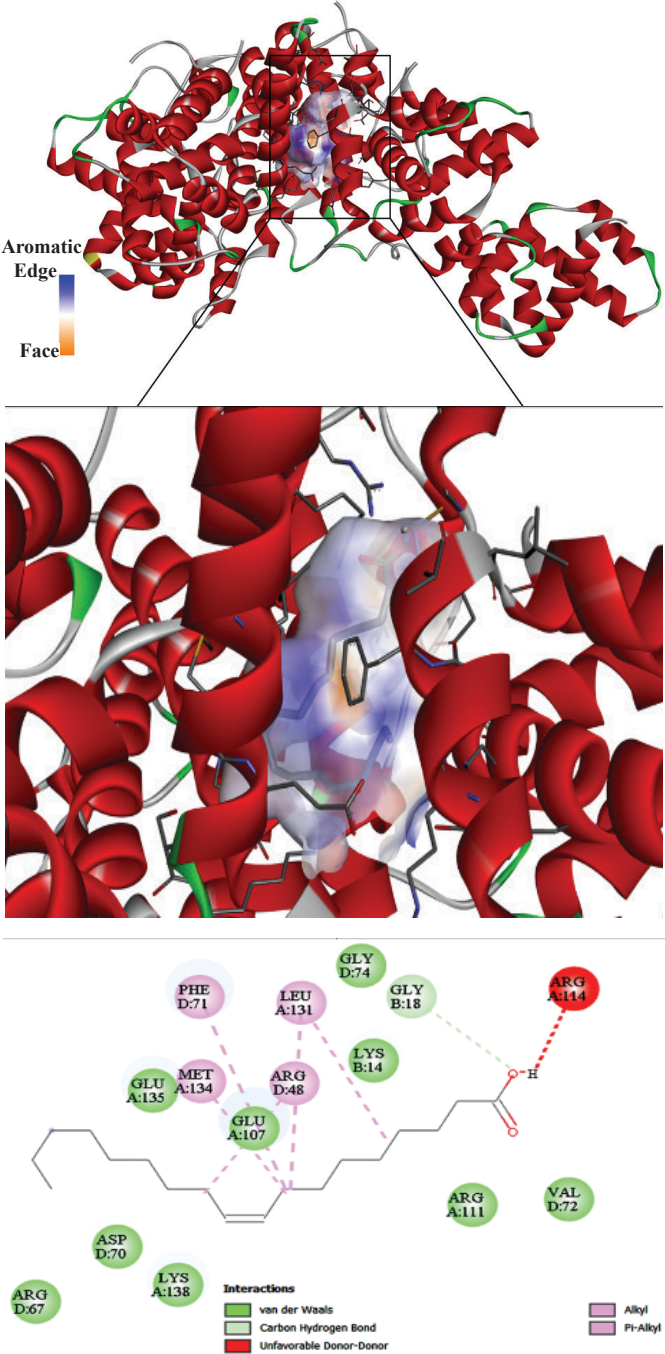 Aromatic
Edge
Face
GLY
D:74
PHE
D:71
LEU
A:131
GLY
B:18
ARG
A:114
LYS
B:14
GLU
A:135
MET
A:134
ARG
D:48
GLU
A:107
O
H
O
ARG
A:111
VAL
D:72
ASP
D:70
LYS
A:138
ARG
D:67
Interactions
van der Waals
Carbon Hydrogen Bond
Unfavorable Donor-Donor
Alkyl
Pi-Alkyl